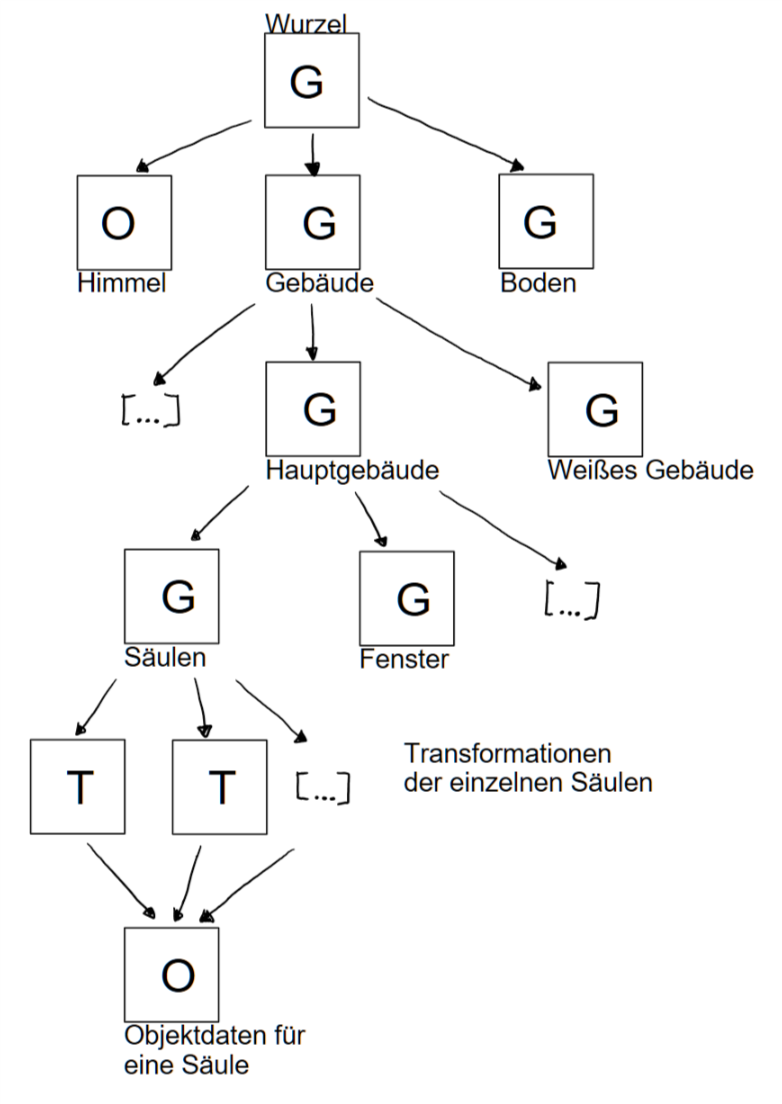 Wurzel
G
O
G
G
Himmel
Gebäude
Boden
[...]
G
G
Hauptgebäude
Weißes Gebäude
G
G
[...]
Säulen
Fenster
T
T
[...]
Transformationen
der einzelnen Säulen
O
Objektdaten für
eine Säule